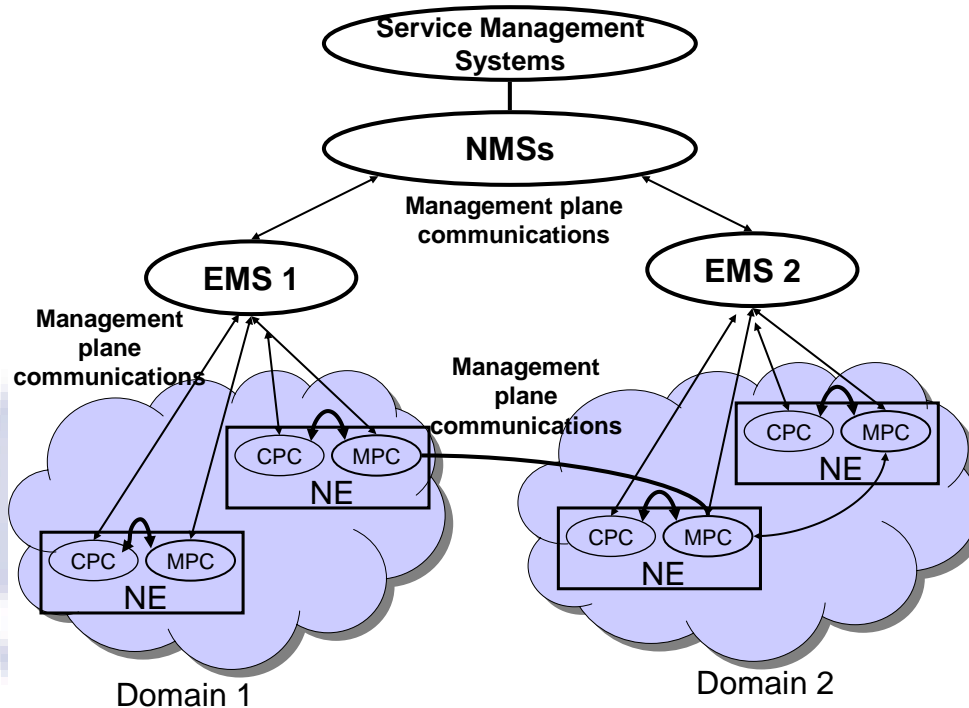 Service Management
Systems
NMSs
Management plane
communications
EMS 1
EMS 2
Management
plane
communications
Management
plane
communications
CPC
MPC
NE
CPC
MPC
NE
CPC
MPC
NE
CPC
MPC
NE
Domain 1
Domain 2